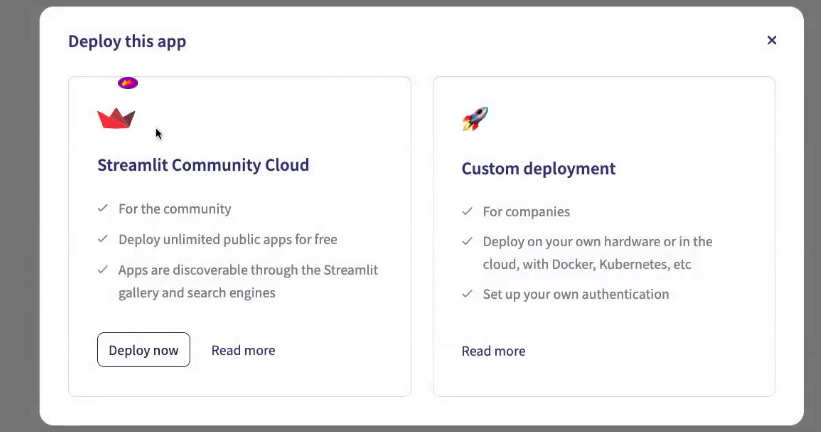 Deploy this app
Streamlit Community Cloud
For the community
Deploy unlimited public apps for free
Apps are discoverable through the Streamlit
gallery and search engines
Deploy now
Read more
Custom deployment
For companies
Deploy on your own hardware or in the
cloud, with Docker, Kubernetes, etc
Set up your own authentication
Read more